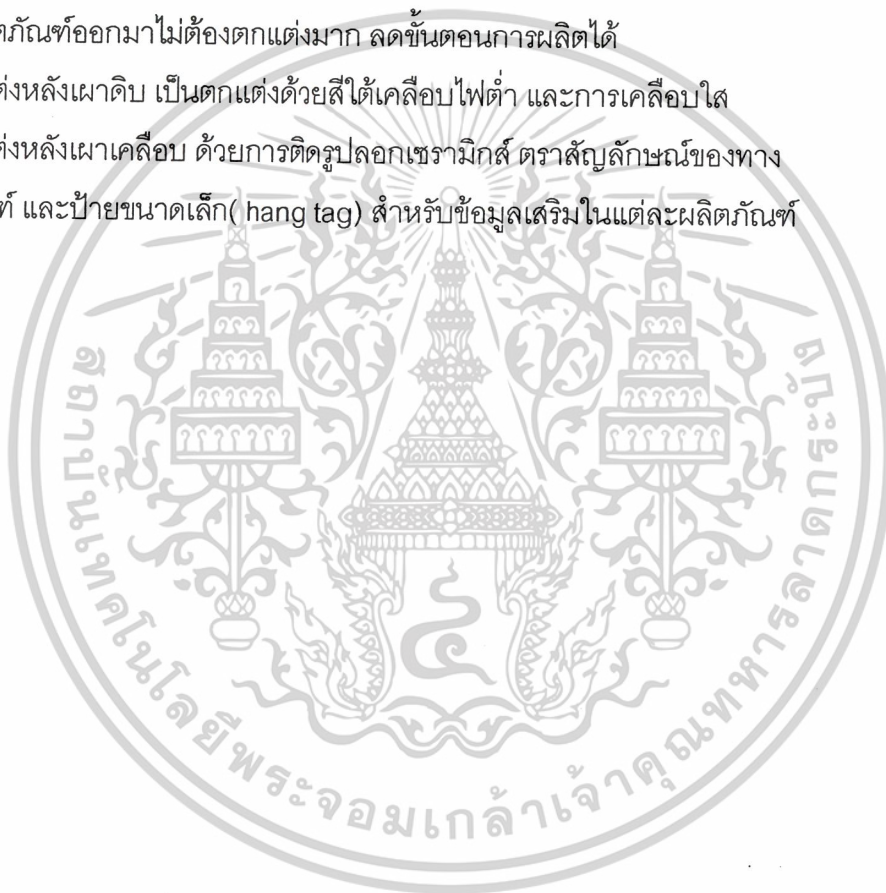 ตภัณฑ์ออกมาไม่ต้องตกแต่งมาก ลดขั้นตอนการผลิตได้
ต่งหลังเผาดิบ เป็นตกแต่งด้วยสีใต้เคลือบไฟต่ำ และการเคลือบใส
ต่งหลังเผาเคลือบ ด้วยการติดรูปลอกเซรามิกส์ ตราสัญลักษณ์ของทาง
ท์ และป้ายขนาดเล็ก( hang tag) สำหรับข้อมูลเสริมในแต่ละผลิตภัณฑ์
สถาบันเทคโนโลยีพระจอมเกล้าเจ้าคุณทหารลาดกระบัง